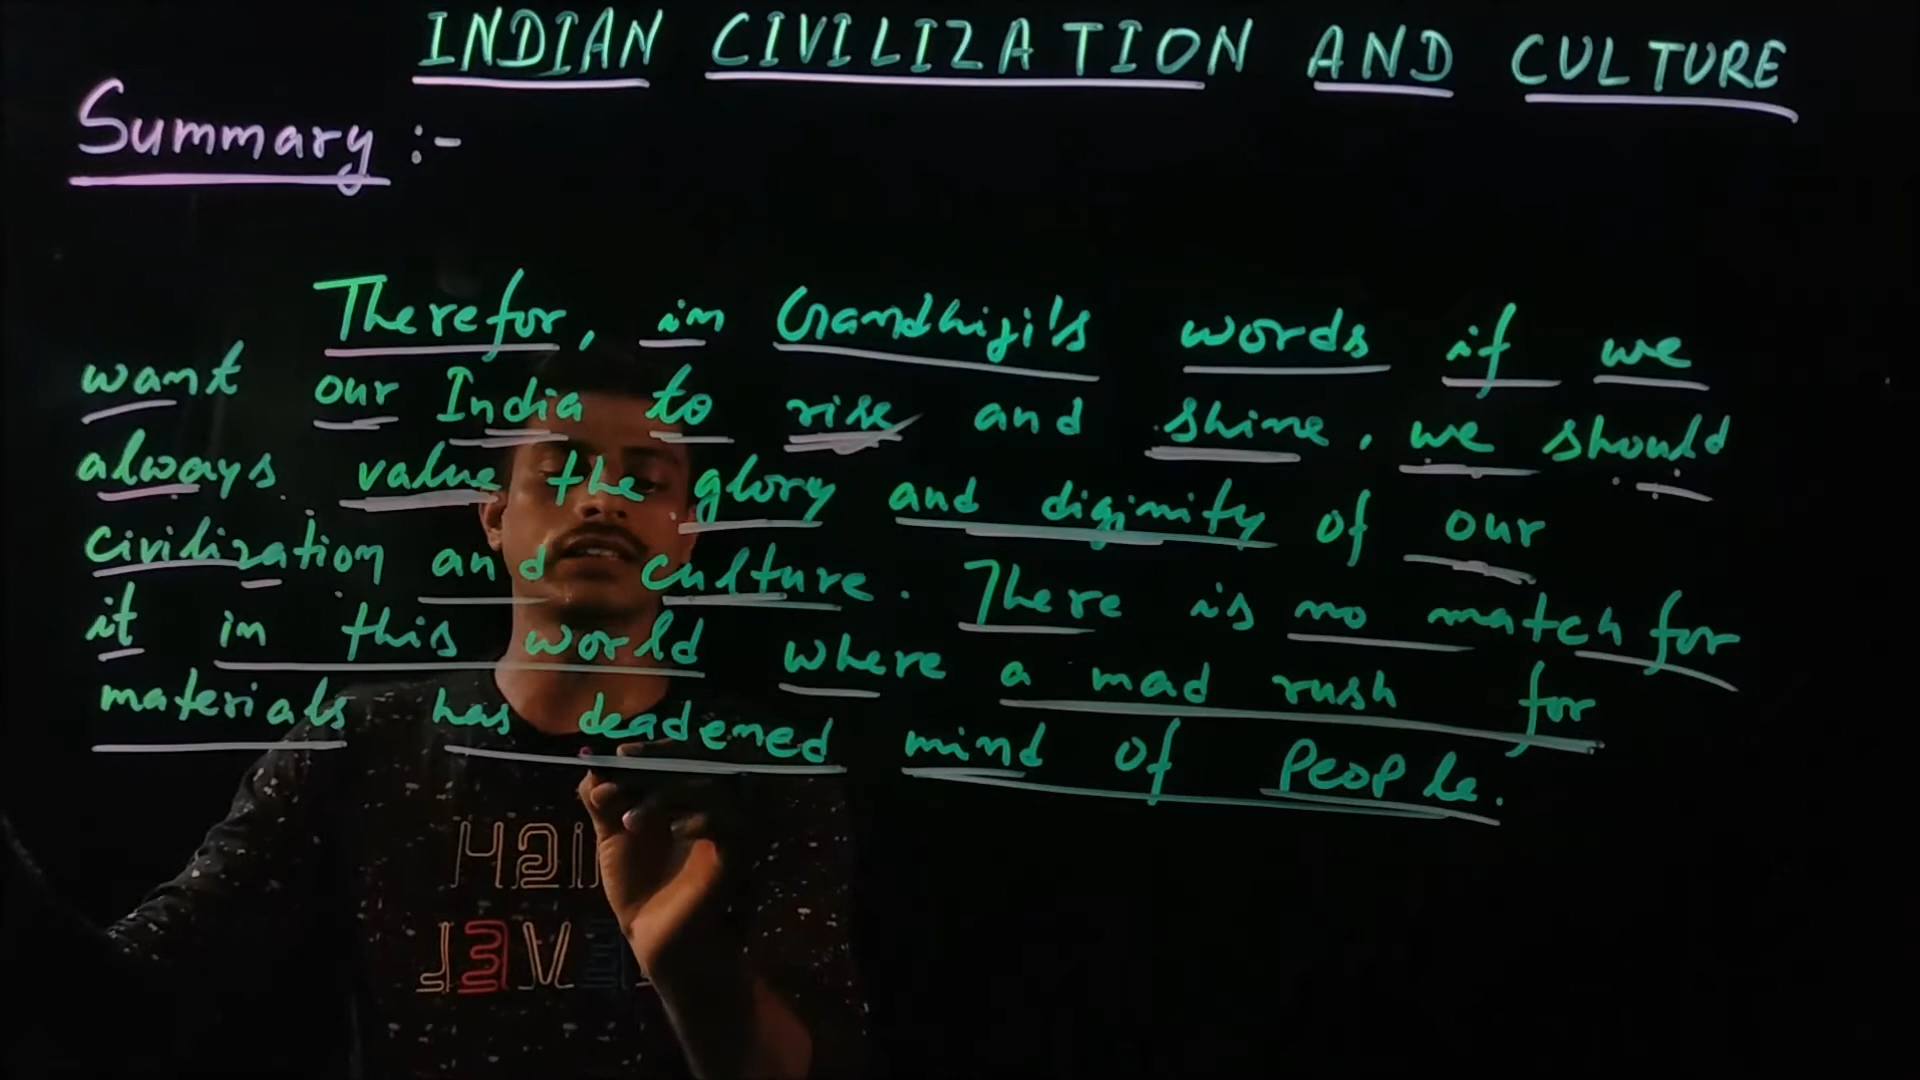 INDIAN CIVILIZATION AND CULTURE
Summary :-
Therefor, in Gandhiji's words if we
want our India to rise and shine, we should
always value the glory and diginity of our
civilization and culture. There is no match for
it in this world where a mad rush for
materials has deadened mind of People.
HIGH
LEVEL